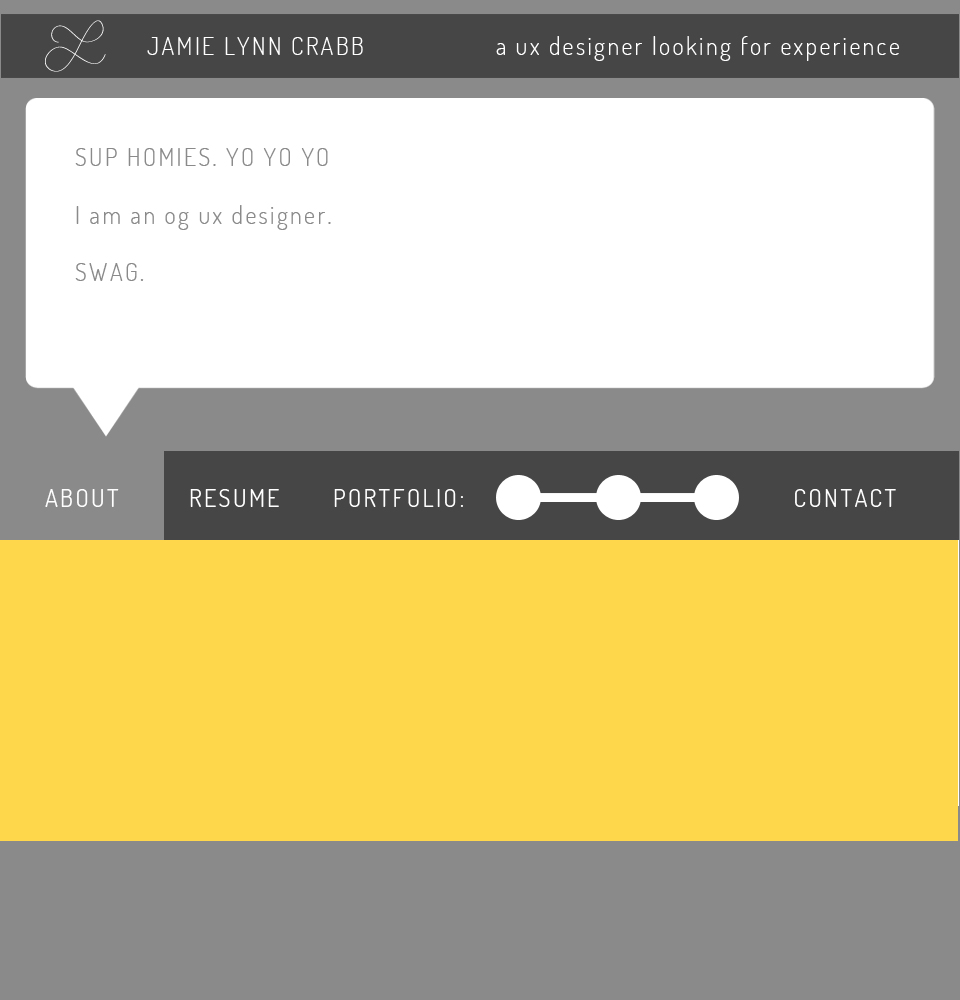 JAMIE LYNN CRABB
a ux designer looking for experience
SUP HOMIES. YO YO YO
I am an og ux designer.
SWAG.
ABOUT
RESUME
PORTFOLIO:
CONTACT